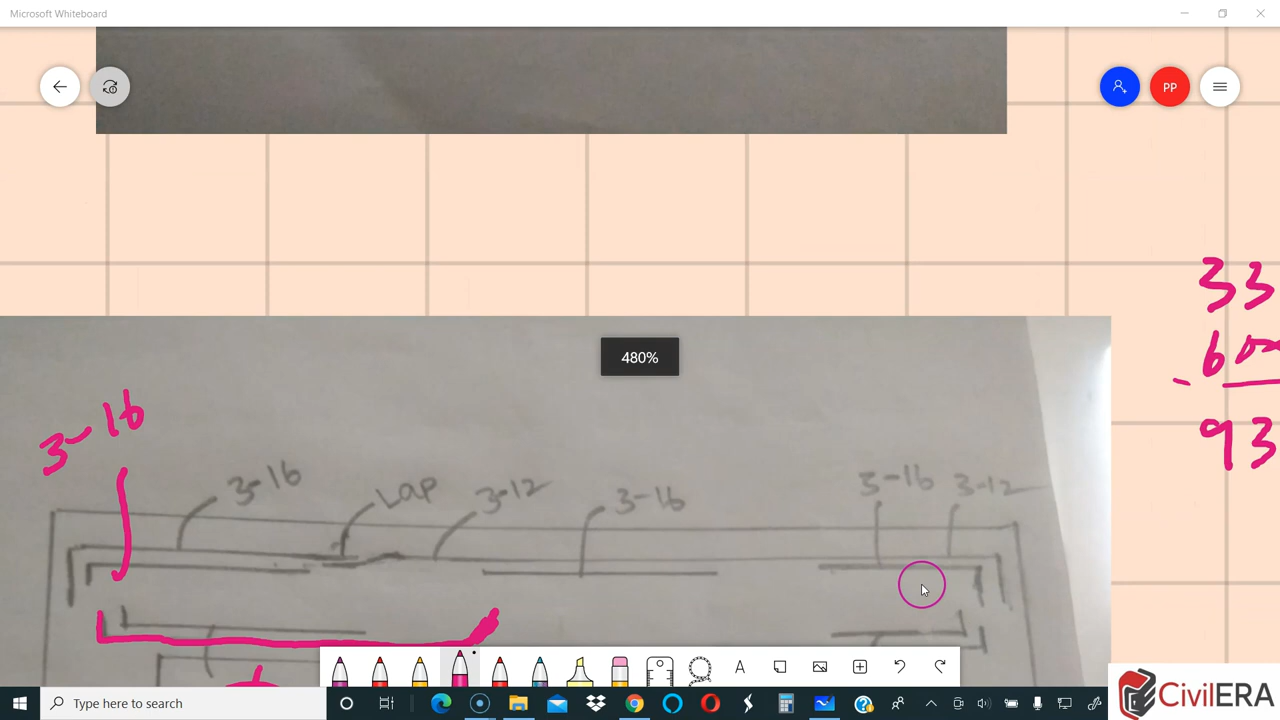 Microsoft Whiteboard
PP
33
480%
60
93
3-16
3-16
Lap
3-12
3-16
3-16
3-12
A
Type here to search
CivilERA